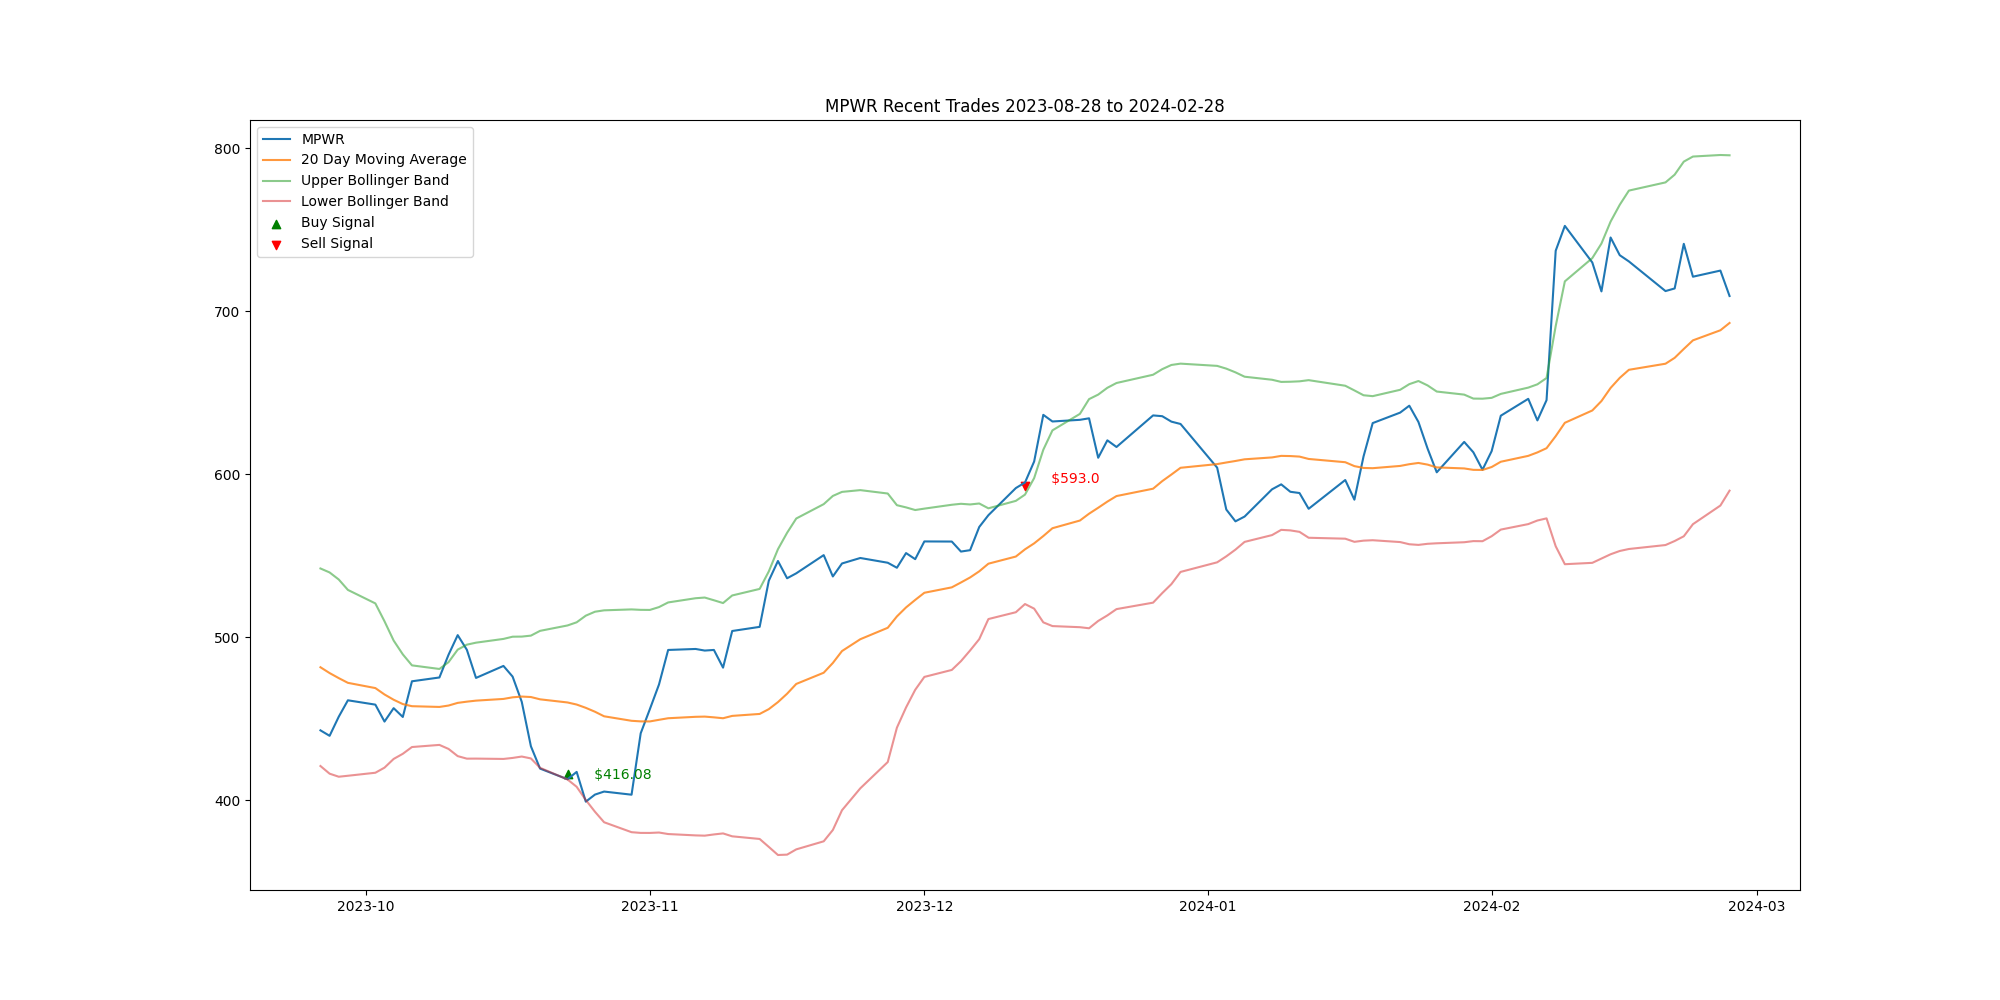 MPWR Recent Trades 2023-08-28 to 2024-02-28
MPWR
20 Day Moving Average
Upper Bollinger Band
Lower Bollinger Band
Buy Signal
Sell Signal
800
700
600
500
400
$593.0
$416.08
2023-10
2023-11
2023-12
2024-01
2024-02
2024-03